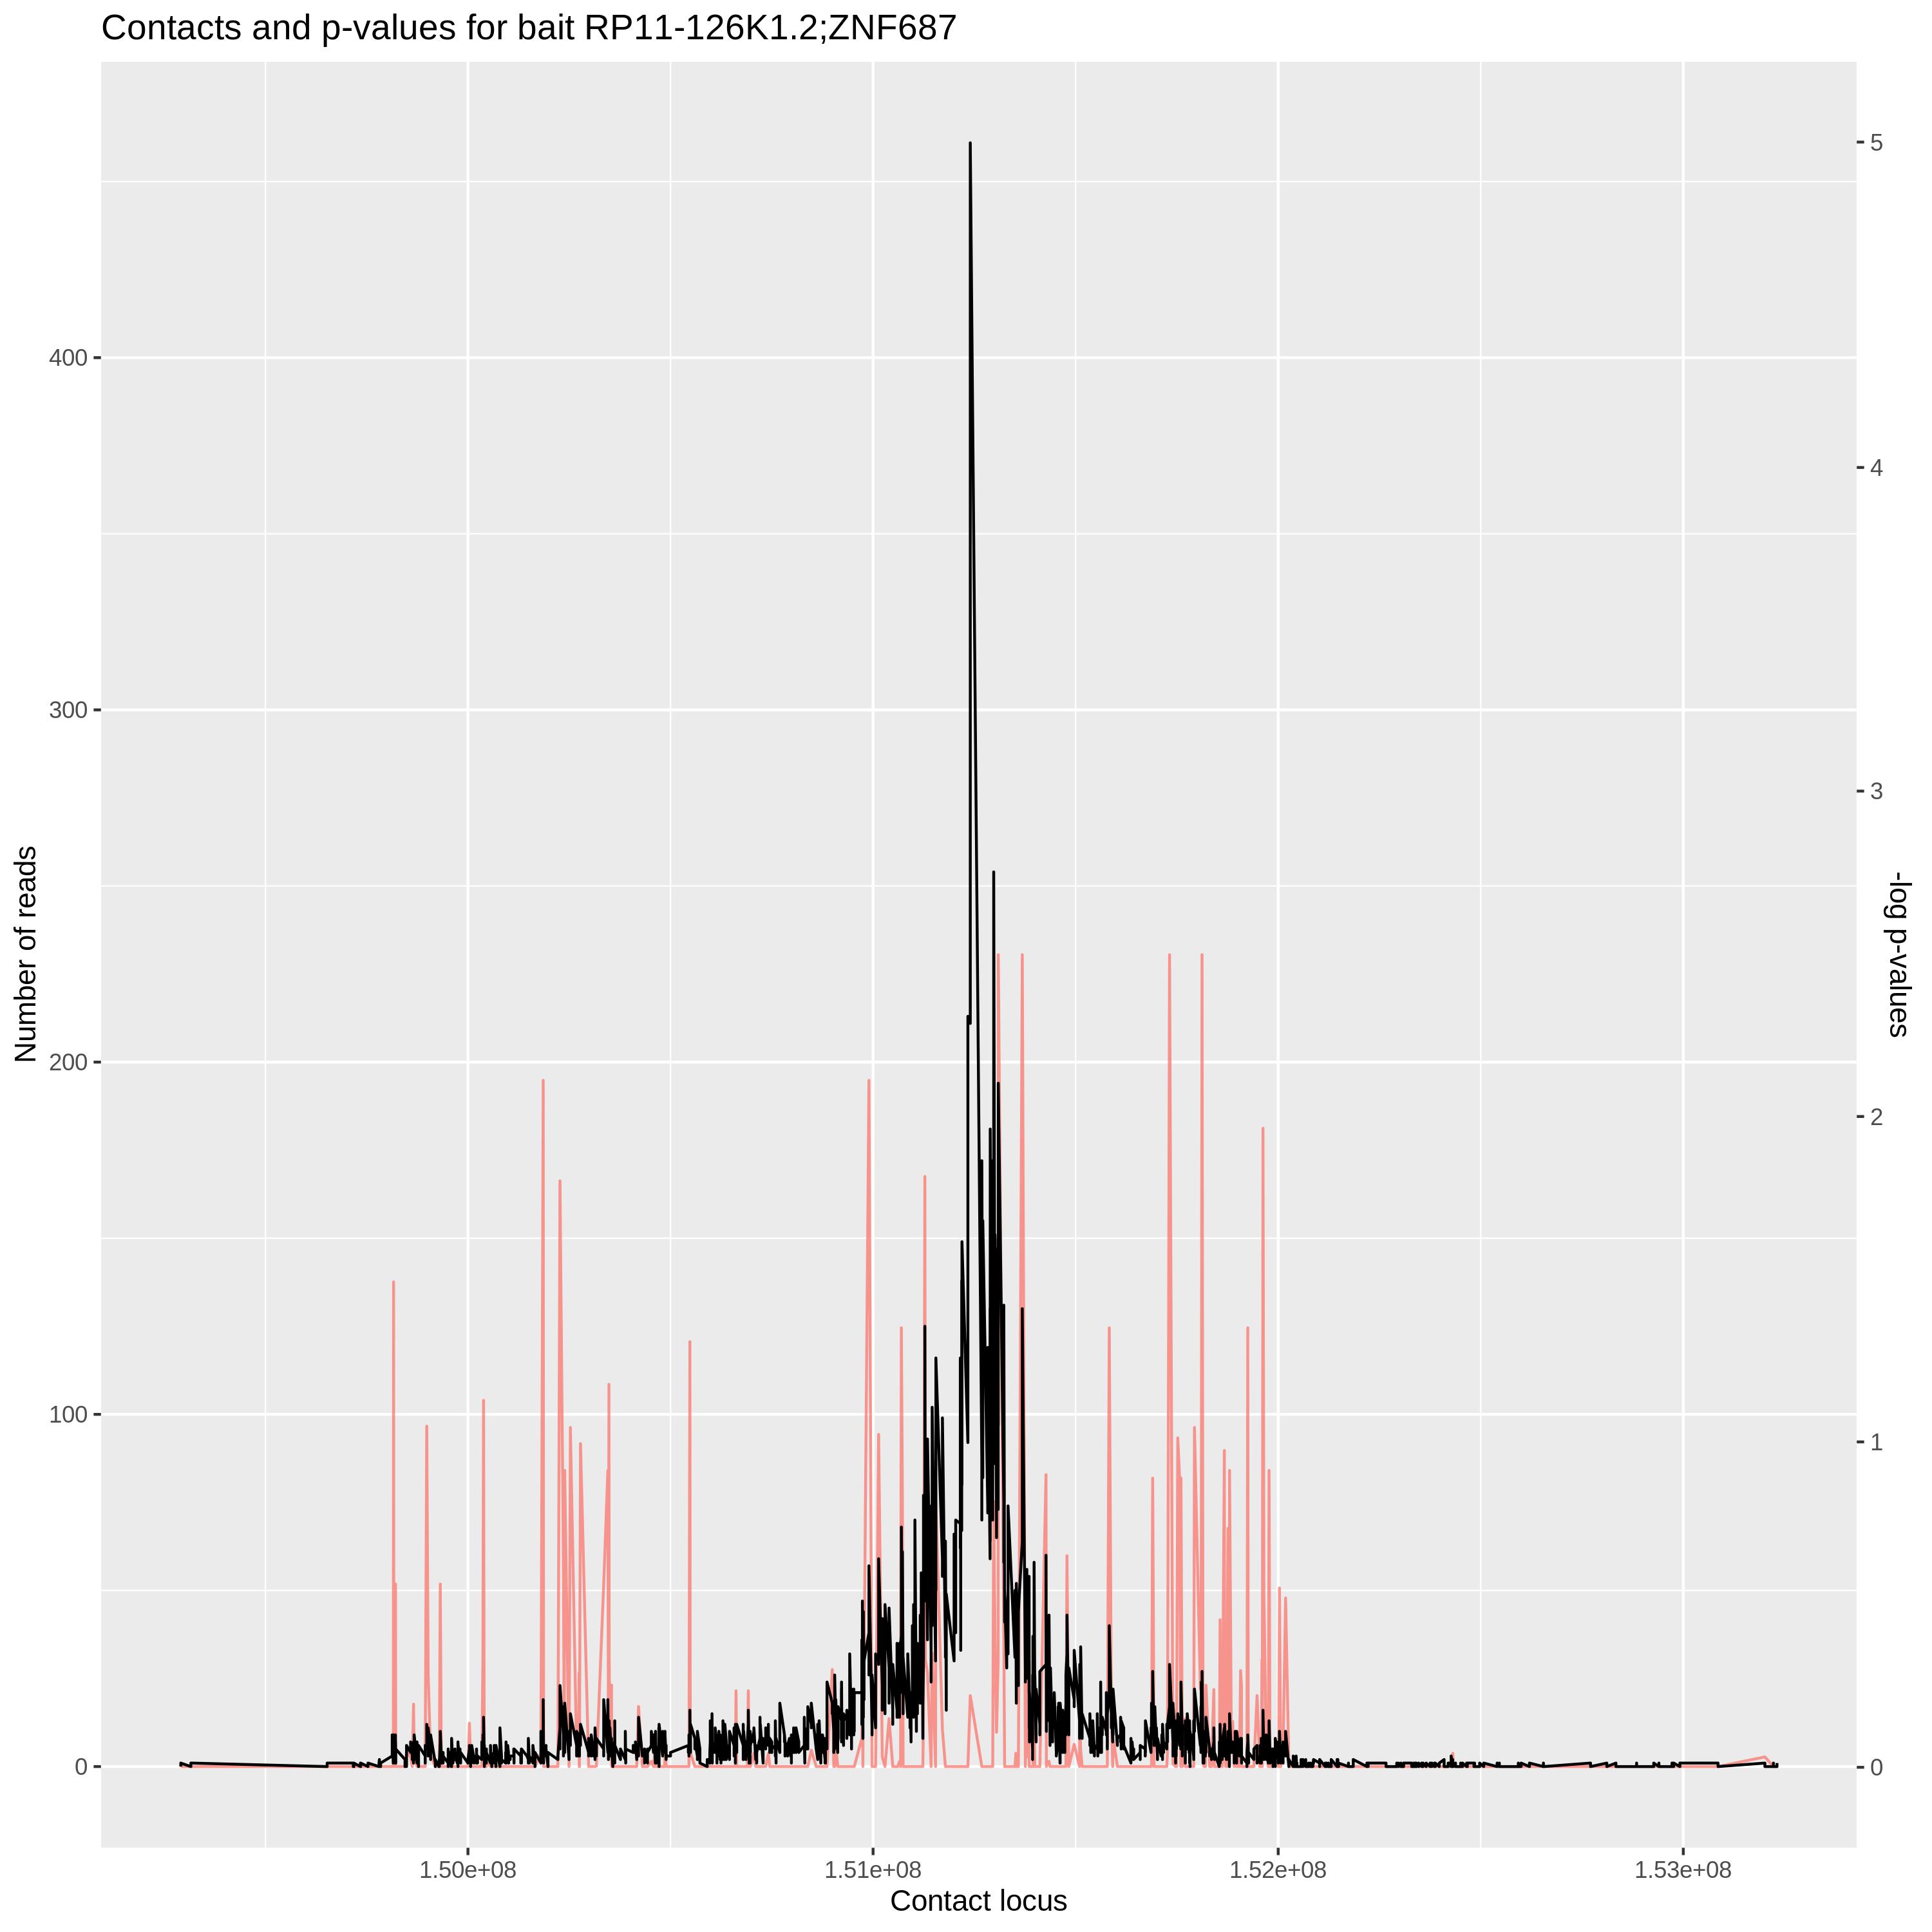 Contacts and p-values for bait RP11-126K1.2;ZNF687
Number of reads
400
300
200
100
0
5
4
3
2
1
0
-log p-values
1.50e+08
1.51e+08
1.52e+08
1.53e+08
Contact locus